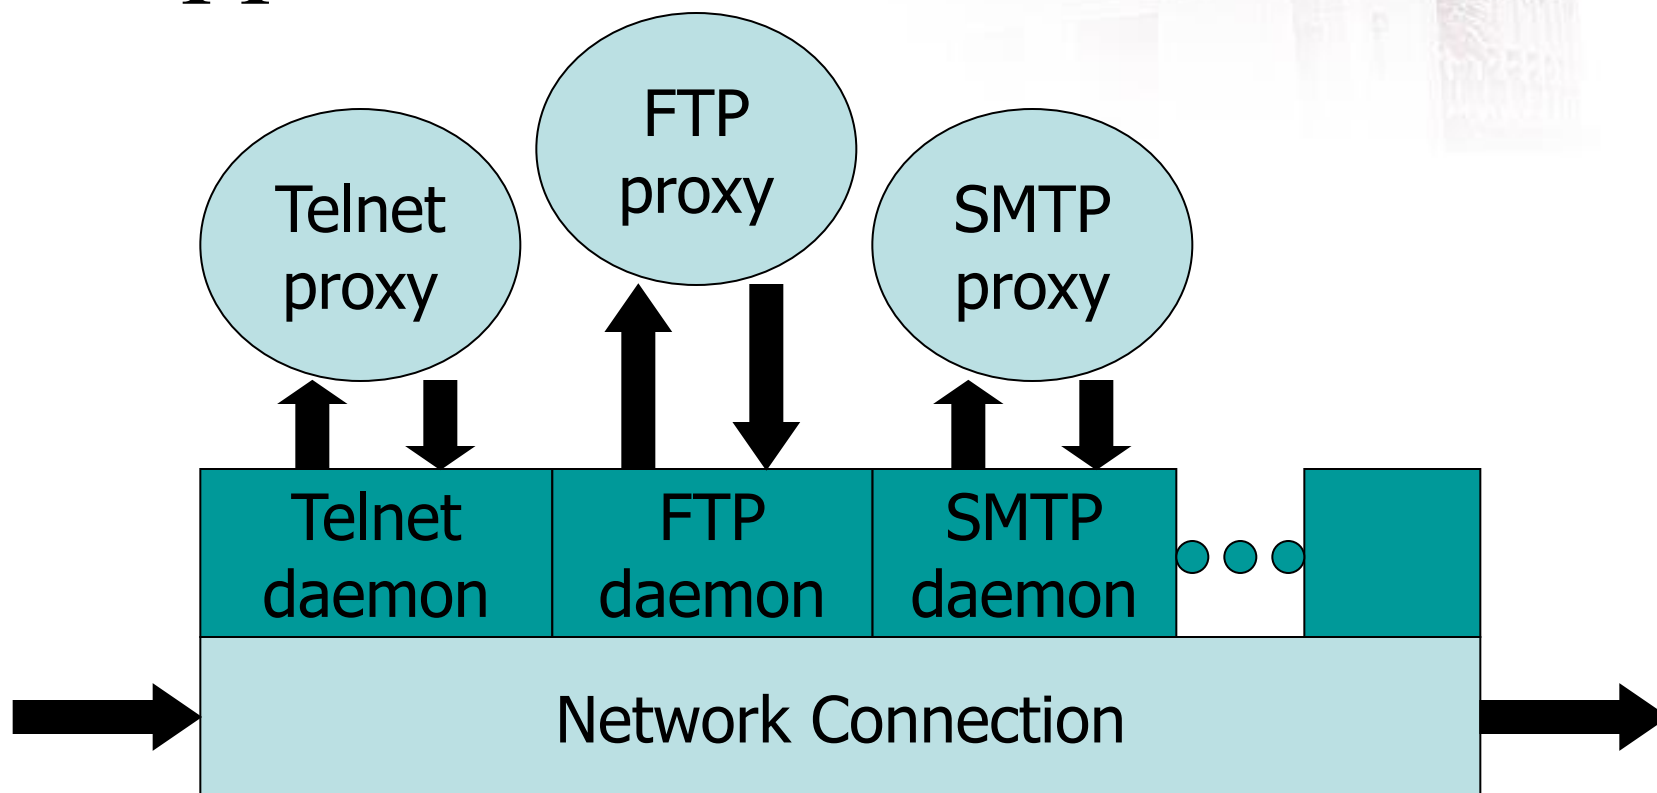 FTP
proxy
Telnet
proxy
SMTP
proxy
Telnet
daemon
FTP
daemon
SMTP
daemon
Network Connection